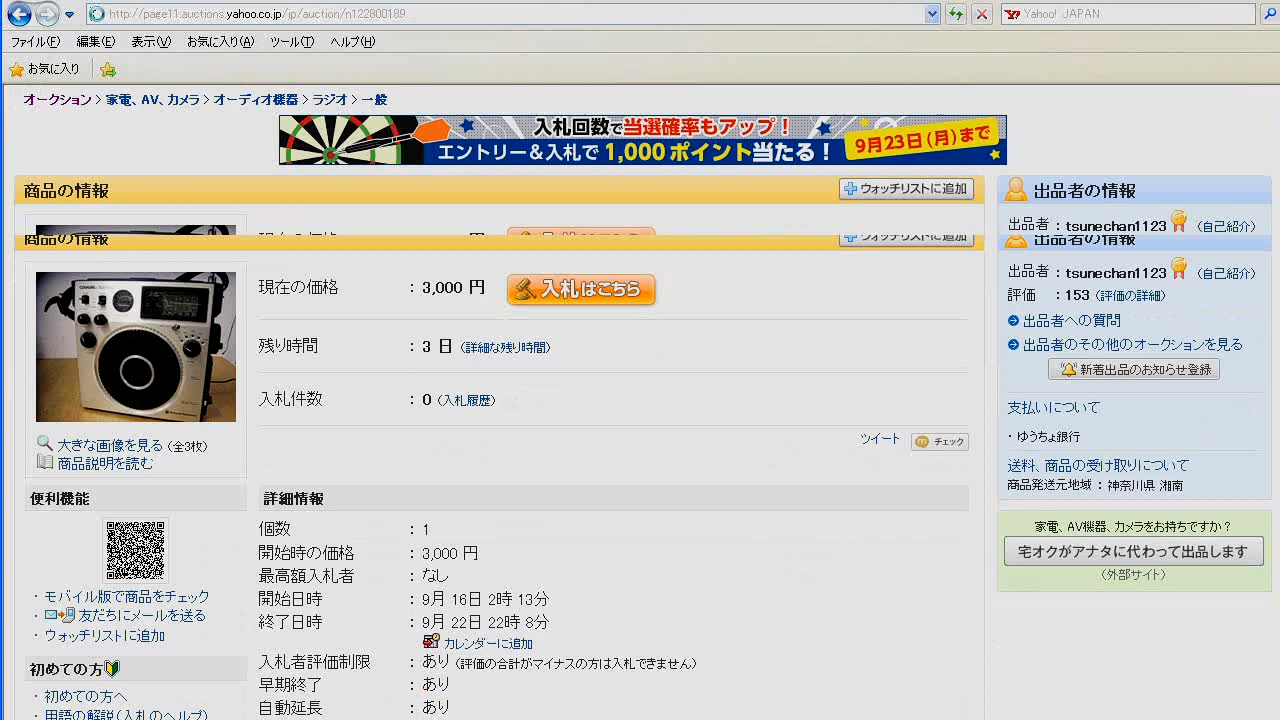 http://page11.auctions.yahoo.co.jp/jp/auction/n122800189
Yahoo! JAPAN
ファイル(F) 編集(E) 表示(V) お気に入り(A) ツール(T) ヘルプ(H)
お気に入り
オークション > 家電、AV、カメラ > オーディオ機器 > ラジオ > 一般
入札回数で当選確率もアップ！
エントリー＆入札で 1,000 ポイント当たる！
9月23日(月)まで
商品の情報
ウォッチリストに追加
商品の情報
ウォッチリストに追加
現在の価格 : 3,000 円
入札はこちら
残り時間 : 3 日 (詳細な残り時間)
入札件数 : 0 (入札履歴)
ツイート
チェック
大きな画像を見る (全3枚)
商品説明を読む
便利機能
・モバイル版で商品をチェック
・友だちにメールを送る
・ウォッチリストに追加
初めての方
・初めての方へ
・用語の解説(入札のヘルプ)
詳細情報
個数 : 1
開始時の価格 : 3,000 円
最高額入札者 : なし
開始日時 : 9月 16日 2時 13分
終了日時 : 9月 22日 22時 8分
カレンダーに追加
入札者評価制限 : あり (評価の合計がマイナスの方は入札できません)
早期終了 : あり
自動延長 : あり
出品者の情報
出品者 : tsunechan1123 (自己紹介)
出品者の情報
出品者 : tsunechan1123 (自己紹介)
評価 : 153 (評価の詳細)
出品者への質問
出品者のその他のオークションを見る
新着出品のお知らせ登録
支払いについて
・ゆうちょ銀行
送料、商品の受け取りについて
商品発送元地域 : 神奈川県 湘南
家電、AV機器、カメラをお持ちですか？
宅オクがアナタに代わって出品します
(外部サイト)